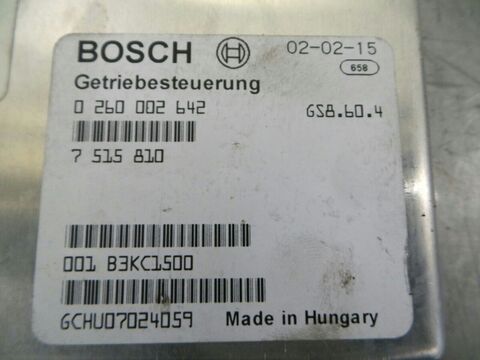 BOSCH 02-02-15
658
Getriebesteuerung
0 260 002 642 GS8.60.4
7 515 810
001 B3KC1500
GCHU07024059 Made in Hungary